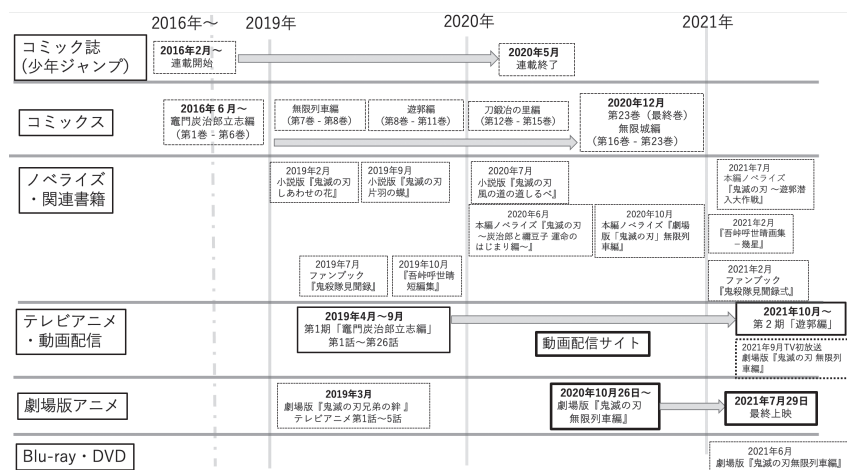 2016年～
2019年
2020年
2021年
コミック誌
(少年ジャンプ)
2016年2月～
連載開始
2020年5月
連載終了
コミックス
2016年6月～
竈門炭治郎立志編
(第1巻 - 第6巻)
無限列車編
(第7巻 - 第8巻)
遊郭編
(第8巻 - 第11巻)
刀鍛冶の里編
(第12巻 - 第15巻)
2020年12月
第23巻（最終巻）
無限城編
(第16巻 - 第23巻)
ノベライズ
・関連書籍
2019年2月
小説版『鬼滅の刃
しあわせの花』
2019年9月
小説版『鬼滅の刃
片羽の蝶』
2020年7月
小説版『鬼滅の刃
風の道の道しるべ』
2021年7月
本編ノベライズ
『鬼滅の刃 ～遊郭潜
入大作戦』
2020年6月
本編ノベライズ『鬼滅の刃
～炭治郎と禰豆子 運命の
はじまり編～』
2020年10月
本編ノベライズ『劇場
版「鬼滅の刃」無限列
車編』
2021年2月
『吾峠呼世晴画集
－幾星』
2019年7月
ファンブック
『鬼殺隊見聞録』
2019年10月
『吾峠呼世晴
短編集』
2021年2月
ファンブック
『鬼殺隊見聞録弐』
テレビアニメ
・動画配信
2019年4月～9月
第1期「竈門炭治郎立志編」
第1話～第26話
動画配信サイト
2021年10月～
第２期「遊郭編」
2021年9月TV初放送
劇場版『鬼滅の刃 無限列
車編』
劇場版アニメ
2019年3月
劇場版『鬼滅の刃兄弟の絆 』
テレビアニメ第1話～5話
2020年10月26日～
劇場版『鬼滅の刃
無限列車編』
2021年7月29日
最終上映
Blu-ray・DVD
2021年6月
劇場版『鬼滅の刃無限列車編』